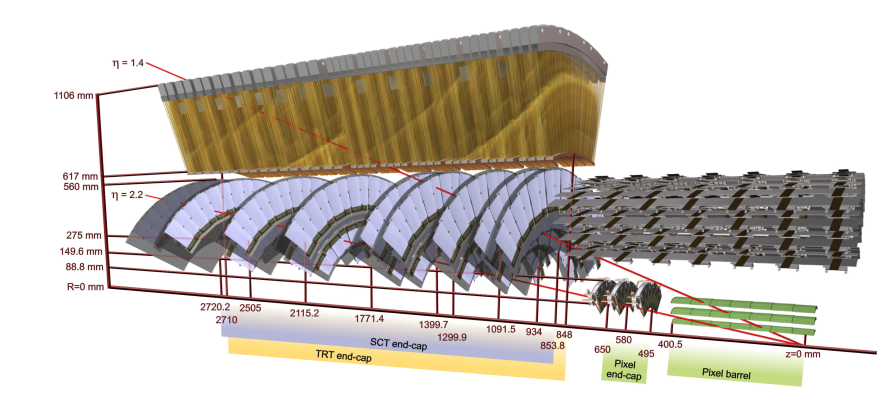 η = 1.4
1106 mm
617 mm
560 mm
η = 2.2
275 mm
149.6 mm
88.8 mm
R=0 mm
2720.2
2710
2505
2115.2
1771.4
1399.7
1299.9
1091.5
934
853.8
848
650
580
495
400.5
z=0 mm
SCT end-cap
TRT end-cap
Pixel
end-cap
Pixel barrel